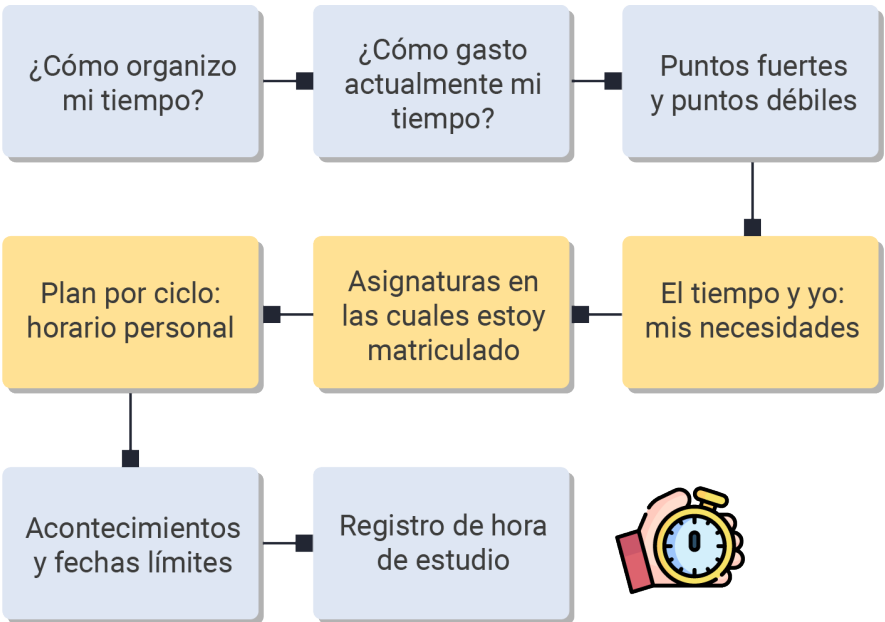 ¿Cómo organizo
mi tiempo?
¿Cómo gasto
actualmente mi
tiempo?
Puntos fuertes
y puntos débiles
El tiempo y yo:
mis necesidades
Asignaturas en
las cuales estoy
matriculado
Plan por ciclo:
horario personal
Acontecimientos
y fechas límites
Registro de hora
de estudio